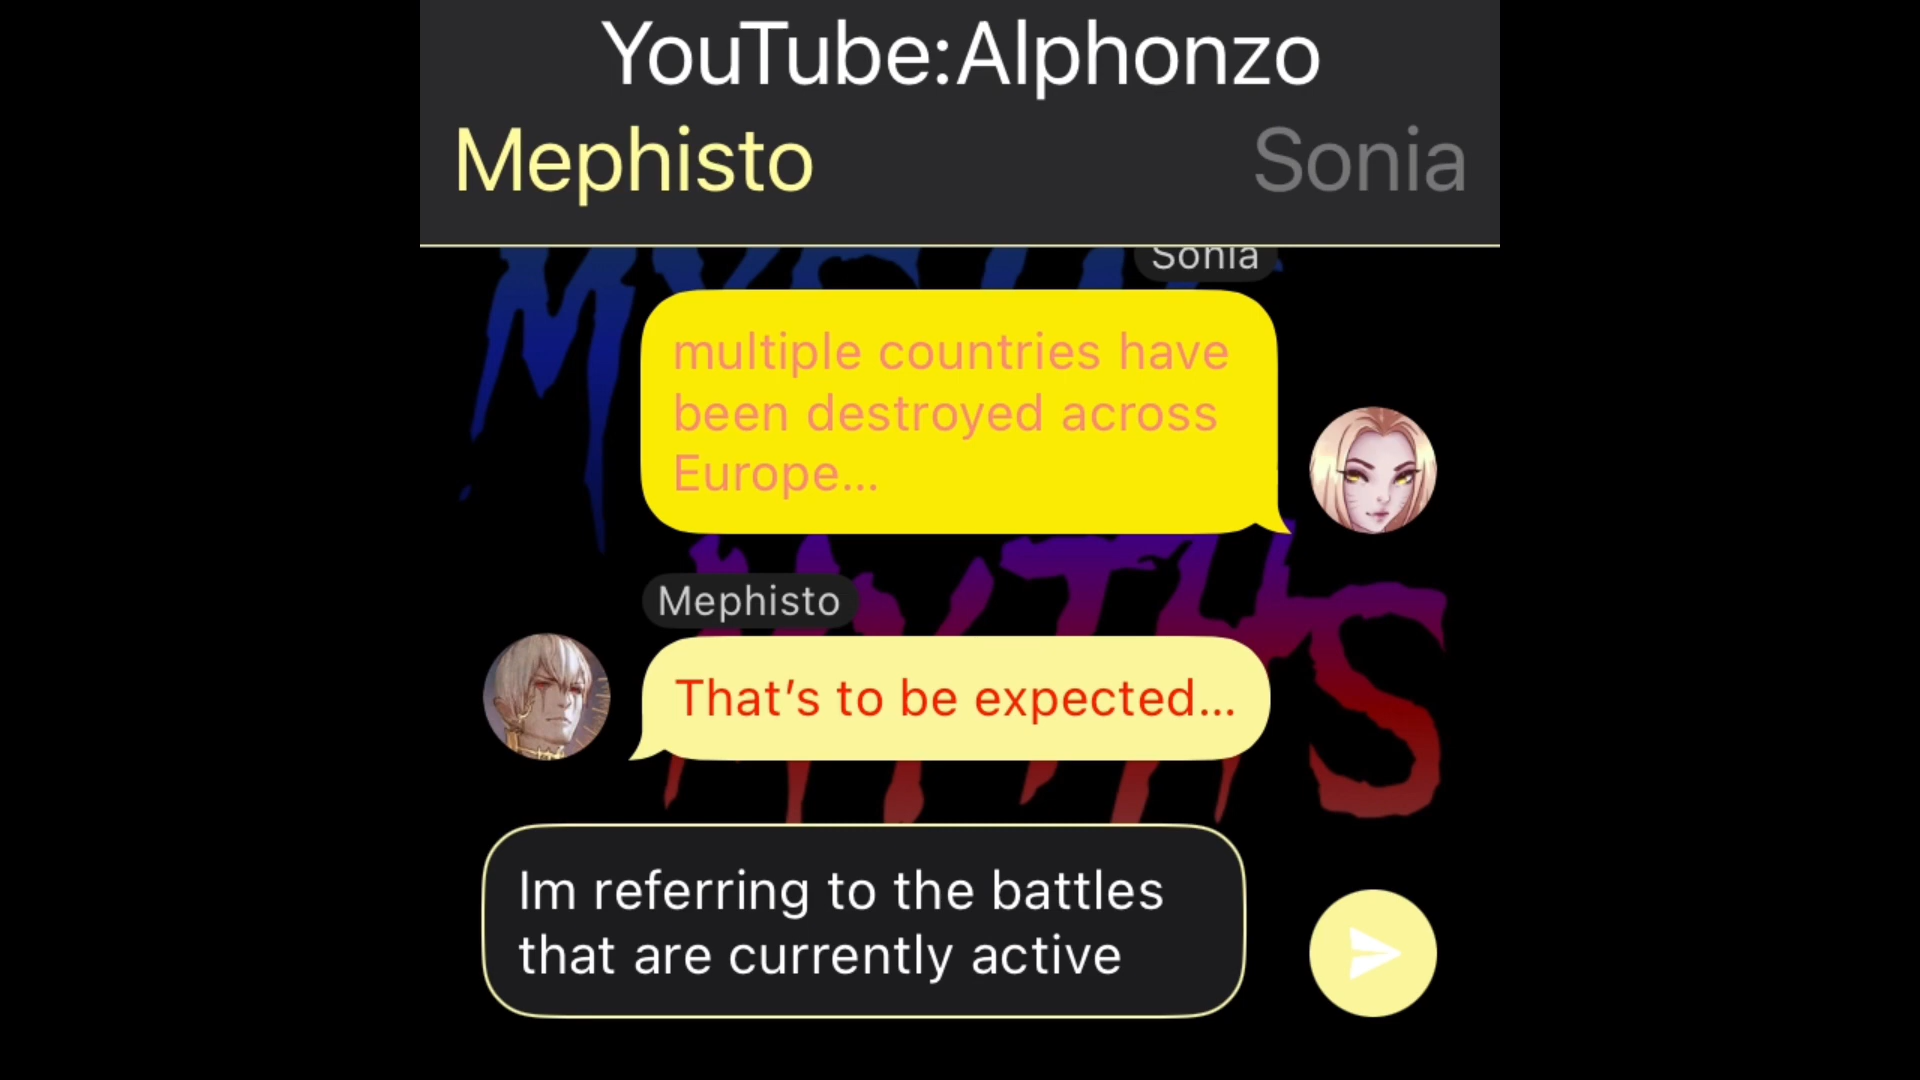 YouTube:Alphonzo
Mephisto
Sonia
Sonia
multiple countries have
been destroyed across
Europe...
Mephisto
MYTHS
That’s to be expected...
Im referring to the battles
that are currently active